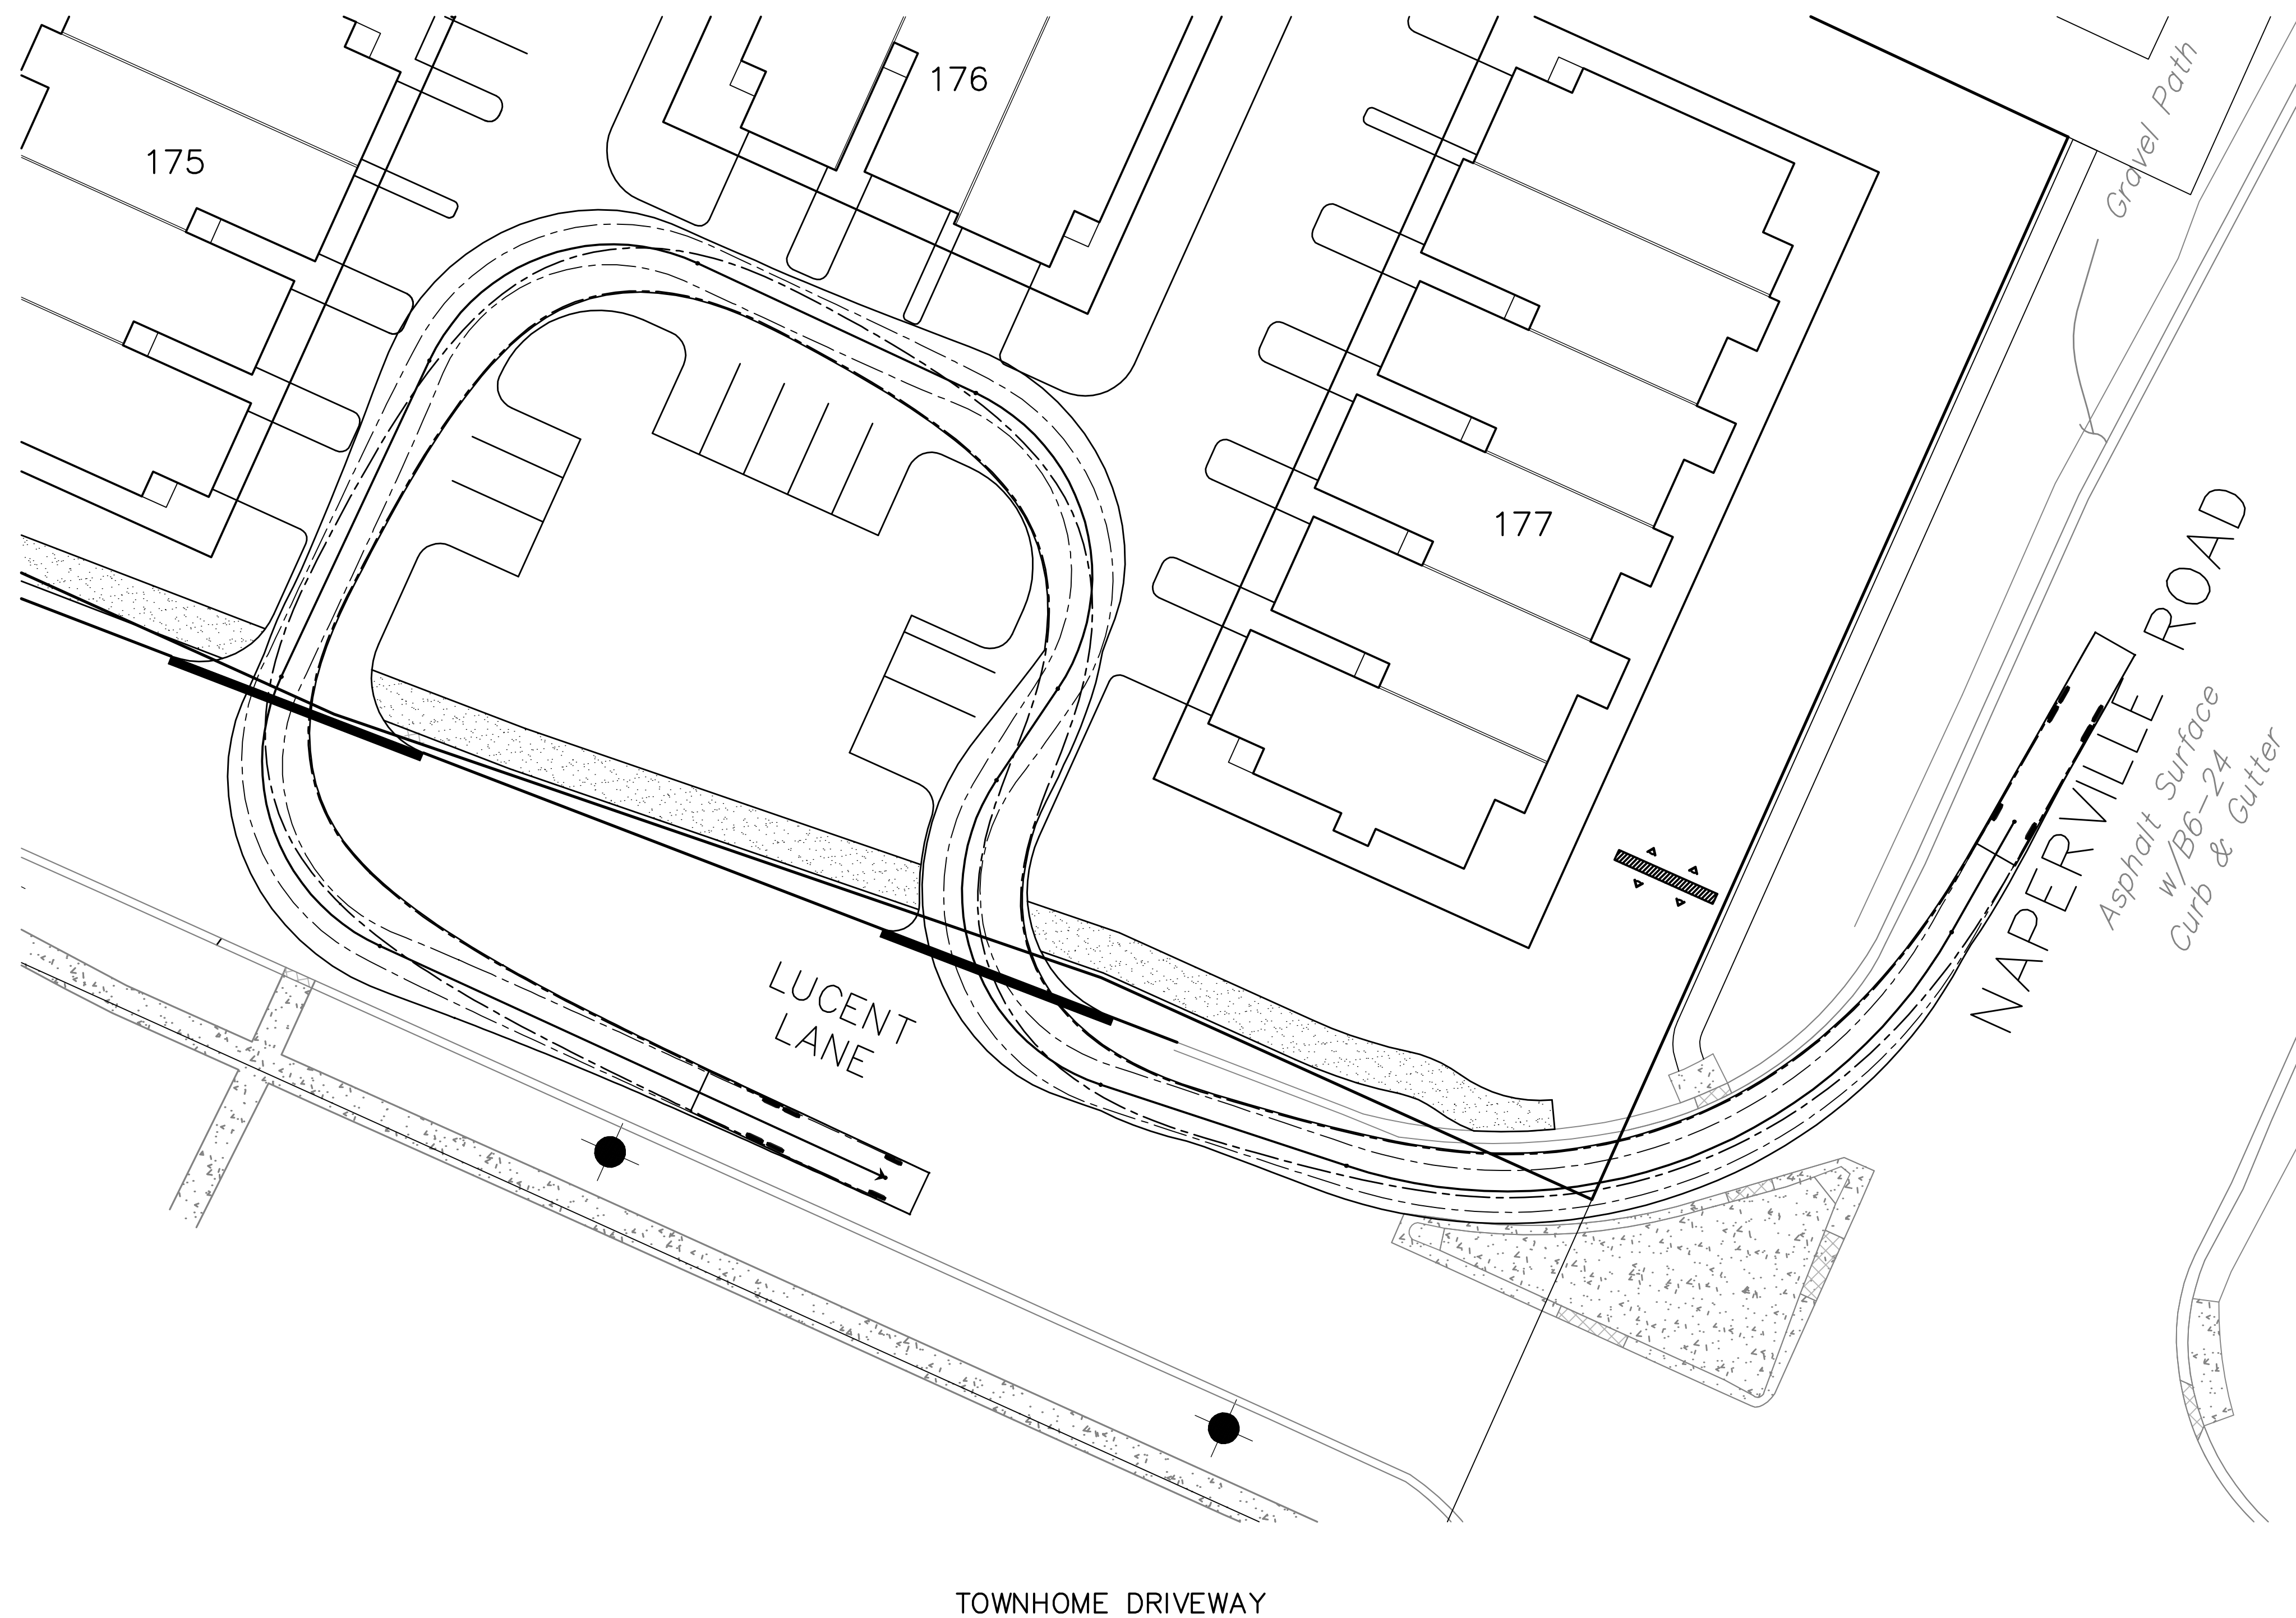 176
175
Gravel Path
177
NAPERVILLE ROAD
Asphalt Surface
w/B6-24
Curb & Gutter
LUCENT
LANE
TOWNHOME DRIVEWAY